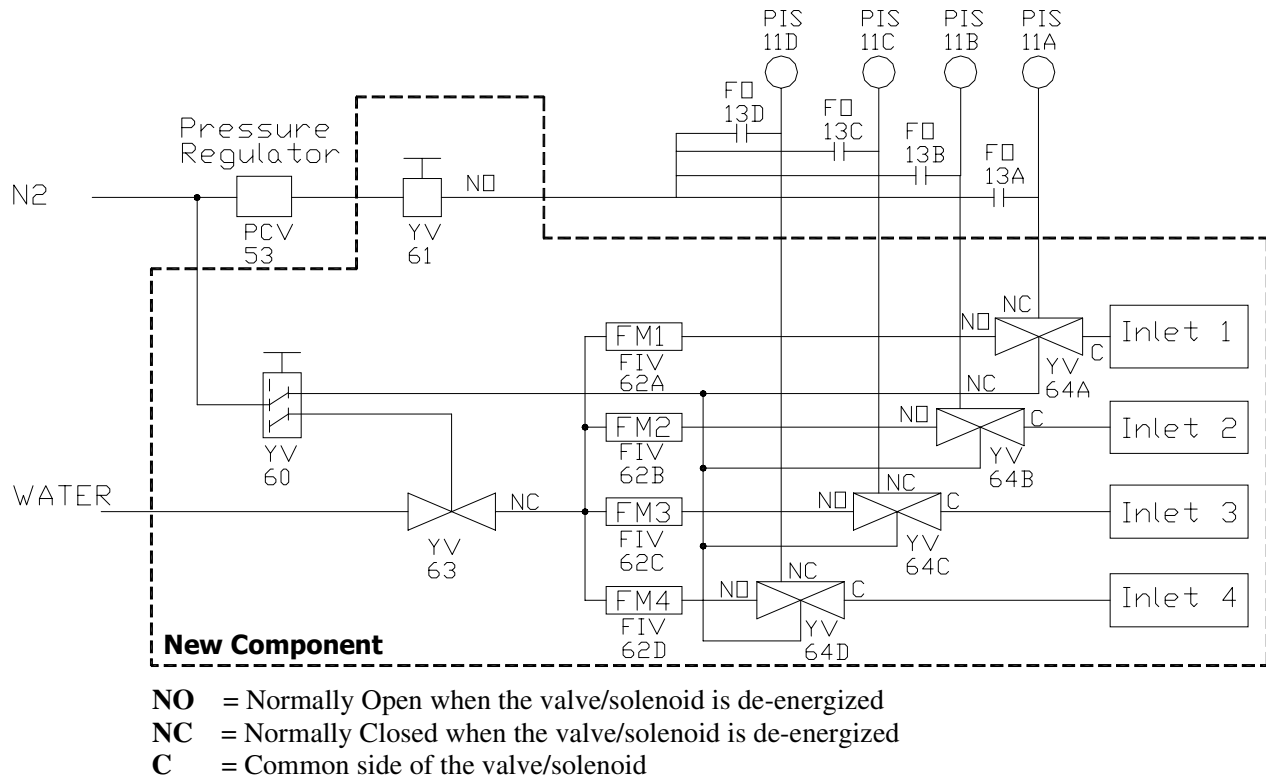 PIS
11D
PIS
11C
PIS
11B
PIS
11A
FO
13D
FO
13C
FO
13B
FO
13A
Pressure
Regulator
N2
NO
PCV
53
YV
61
NC
NO
FM1
C
Inlet 1
FIV
62A
YV
64A
NC
NO
FM2
C
Inlet 2
FIV
62B
YV
64B
YV
60
WATER
NC
NC
NO
FM3
C
Inlet 3
YV
63
FIV
62C
YV
64C
NC
NO
FM4
C
Inlet 4
FIV
62D
YV
64D
New Component
NO = Normally Open when the valve/solenoid is de-energized
NC = Normally Closed when the valve/solenoid is de-energized
C = Common side of the valve/solenoid